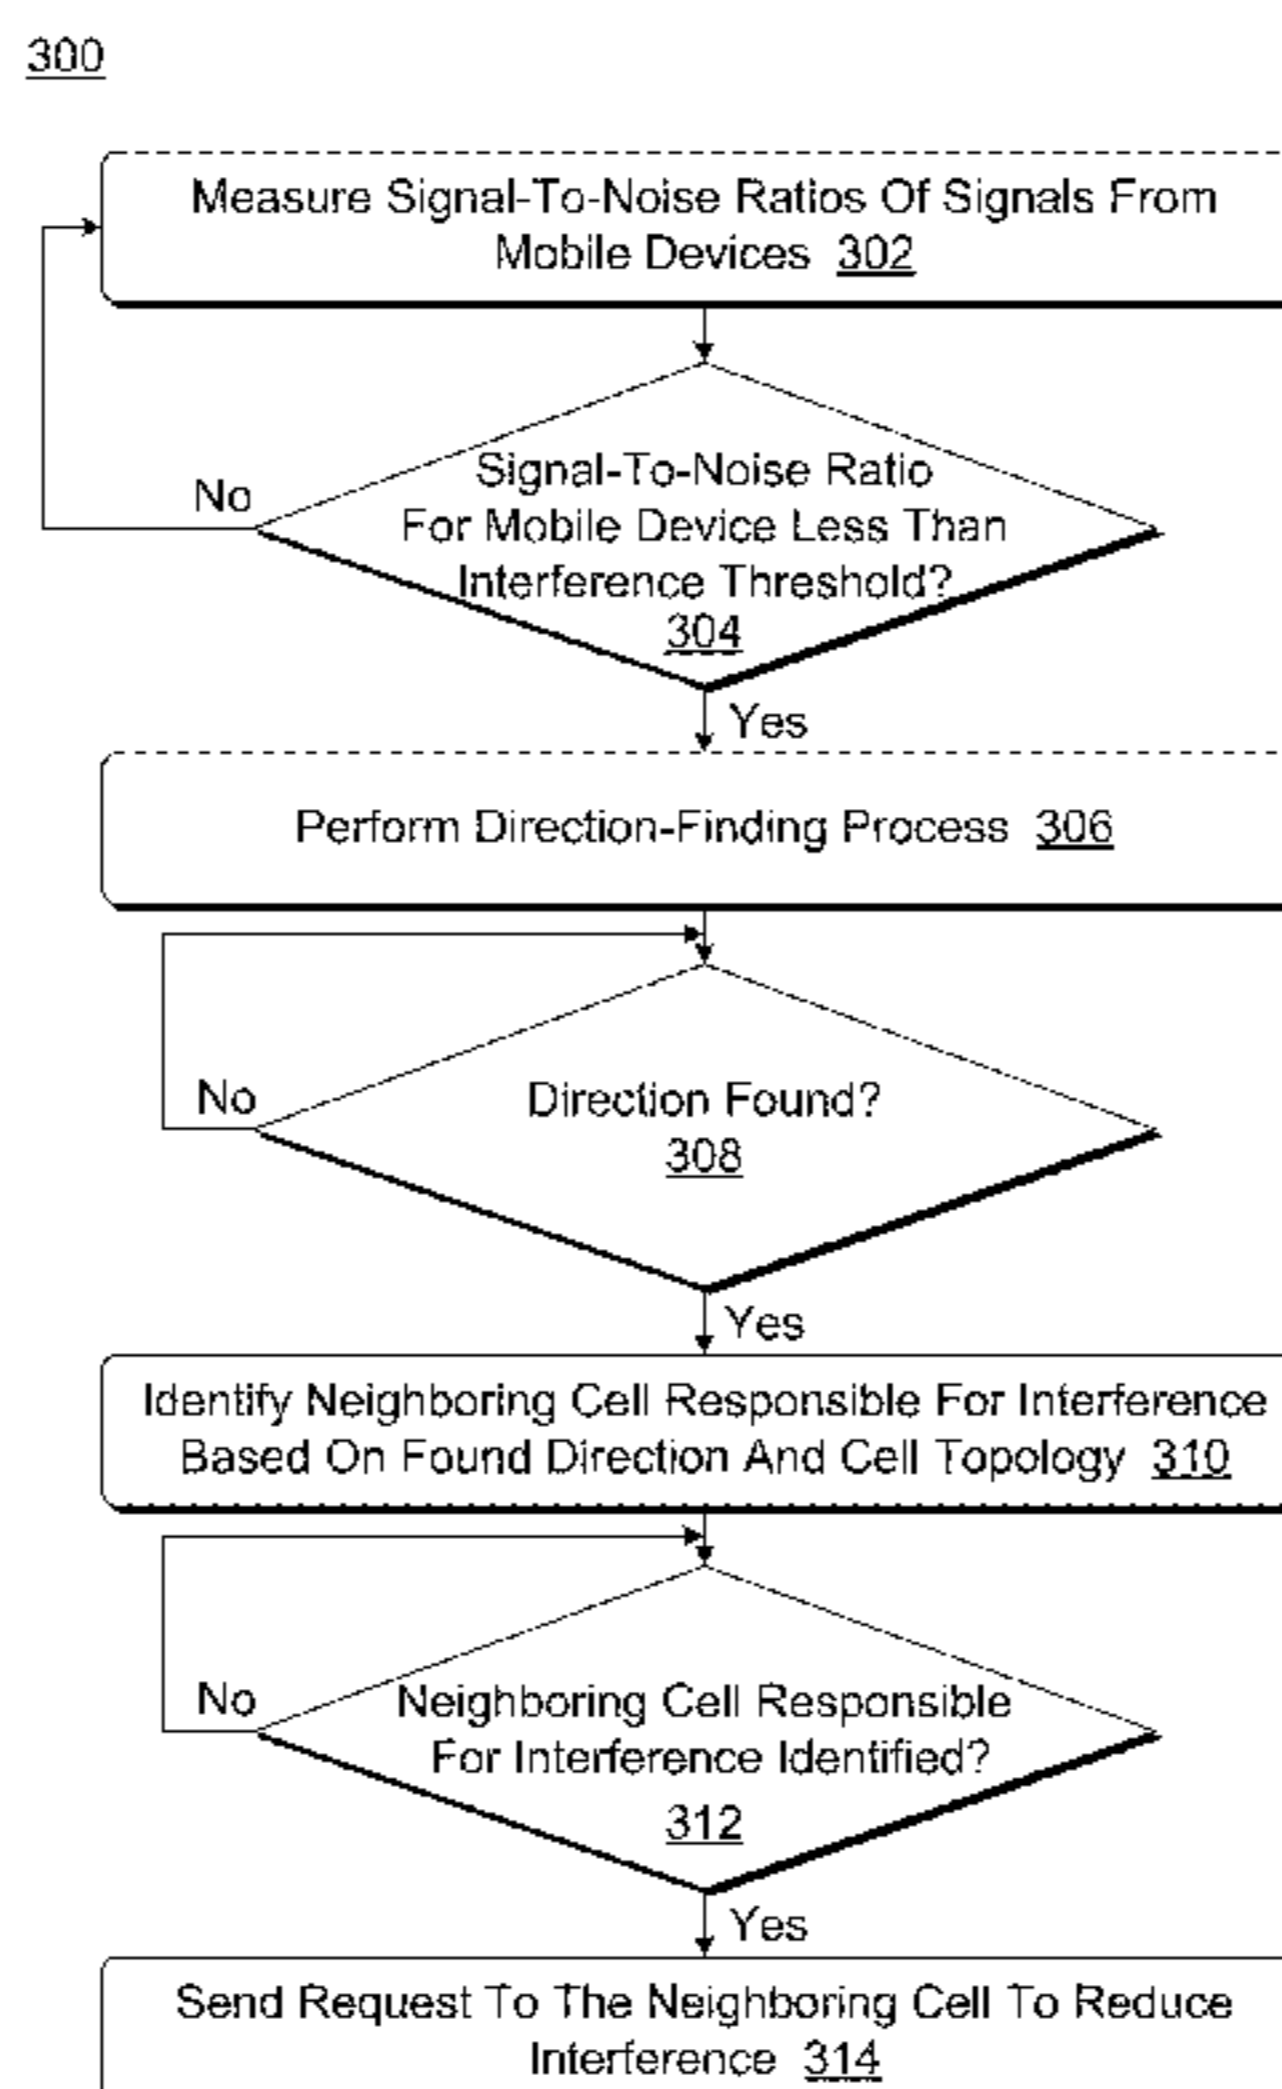 300
Measure Signal-To-Noise Ratios Of Signals From
Mobile Devices 302
Signal-To-Noise Ratio
For Mobile Device Less Than
Interference Threshold?
304
No
Yes
Perform Direction-Finding Process 306
Direction Found?
308
No
Yes
Identify Neighboring Cell Responsible For Interference
Based On Found Direction And Cell Topology 310
Neighboring Cell Responsible
For Interference Identified?
312
No
Yes
Send Request To The Neighboring Cell To Reduce
Interference 314